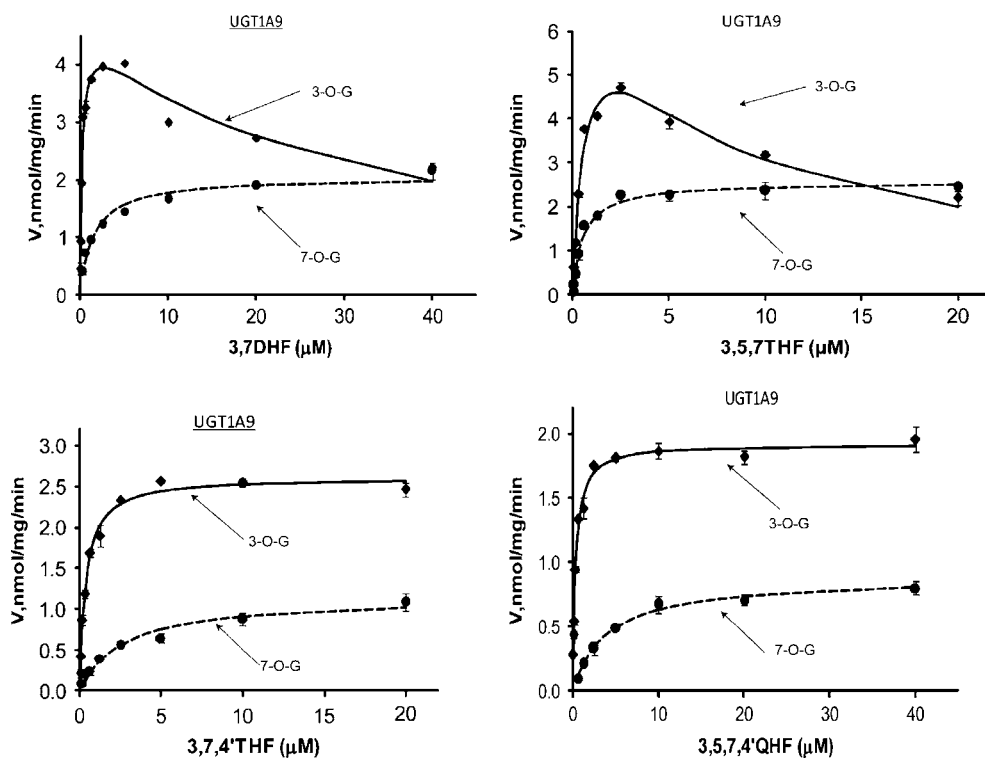 UGT1A9
V,nmol/mg/min
4
3
2
1
0
3-O-G
7-O-G
0 10 20 30 40
3,7DHF (µM)
UGT1A9
V,nmol/mg/min
6
5
4
3
2
1
0
3-O-G
7-O-G
0 5 10 15 20
3,5,7THF (µM)
UGT1A9
V,nmol/mg/min
3.0
2.5
2.0
1.5
1.0
0.5
0.0
3-O-G
7-O-G
0 5 10 15 20
3,7,4'THF (µM)
UGT1A9
V,nmol/mg/min
2.0
1.5
1.0
0.5
0.0
3-O-G
7-O-G
0 10 20 30 40
3,5,7,4'QHF (µM)